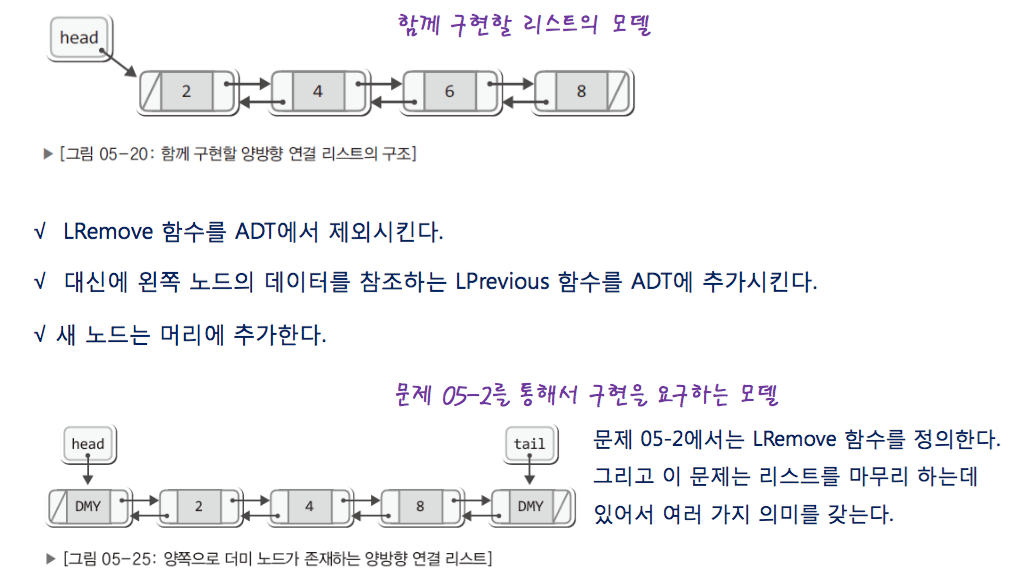 함께 구현할 리스트의 모델
head
2 4 6 8
▶ [그림 05-20: 함께 구현할 양방향 연결 리스트의 구조]
√ LRemove 함수를 ADT에서 제외시킨다.
√ 대신에 왼쪽 노드의 데이터를 참조하는 LPrevious 함수를 ADT에 추가시킨다.
√ 새 노드는 머리에 추가한다.
문제 05-2를 통해서 구현을 요구하는 모델
head tail
DMY 2 4 8 DMY
▶ [그림 05-25: 양쪽으로 더미 노드가 존재하는 양방향 연결 리스트]
문제 05-2에서는 LRemove 함수를 정의한다.
그리고 이 문제는 리스트를 마무리 하는데
있어서 여러 가지 의미를 갖는다.